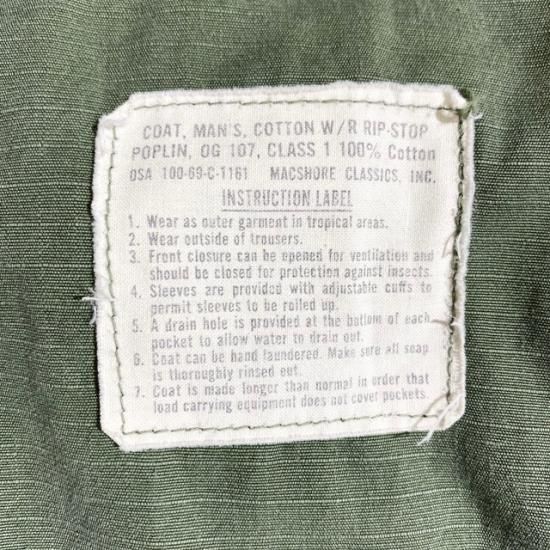 COAT, MAN'S, COTTON W/R RIP-STOP
POPLIN, OG 107, CLASS 1 100% Cotton
DSA 100-69-C-1161 MACSHORE CLASSICS, INC.
INSTRUCTION LABEL
1. Wear as outer garment in tropical areas.
2. Wear outside of trousers.
3. Front closure can be opened for ventilation and
should be closed for protection against insects.
4. Sleeves are provided with adjustable cuffs to
permit sleeves to be rolled up.
5. A drain hole is provided at the bottom of each
pocket to allow water to drain out.
6. Coat can be hand laundered. Make sure all soap
is thoroughly rinsed out.
7. Coat is made longer than normal in order that
load carrying equipment does not cover pockets.